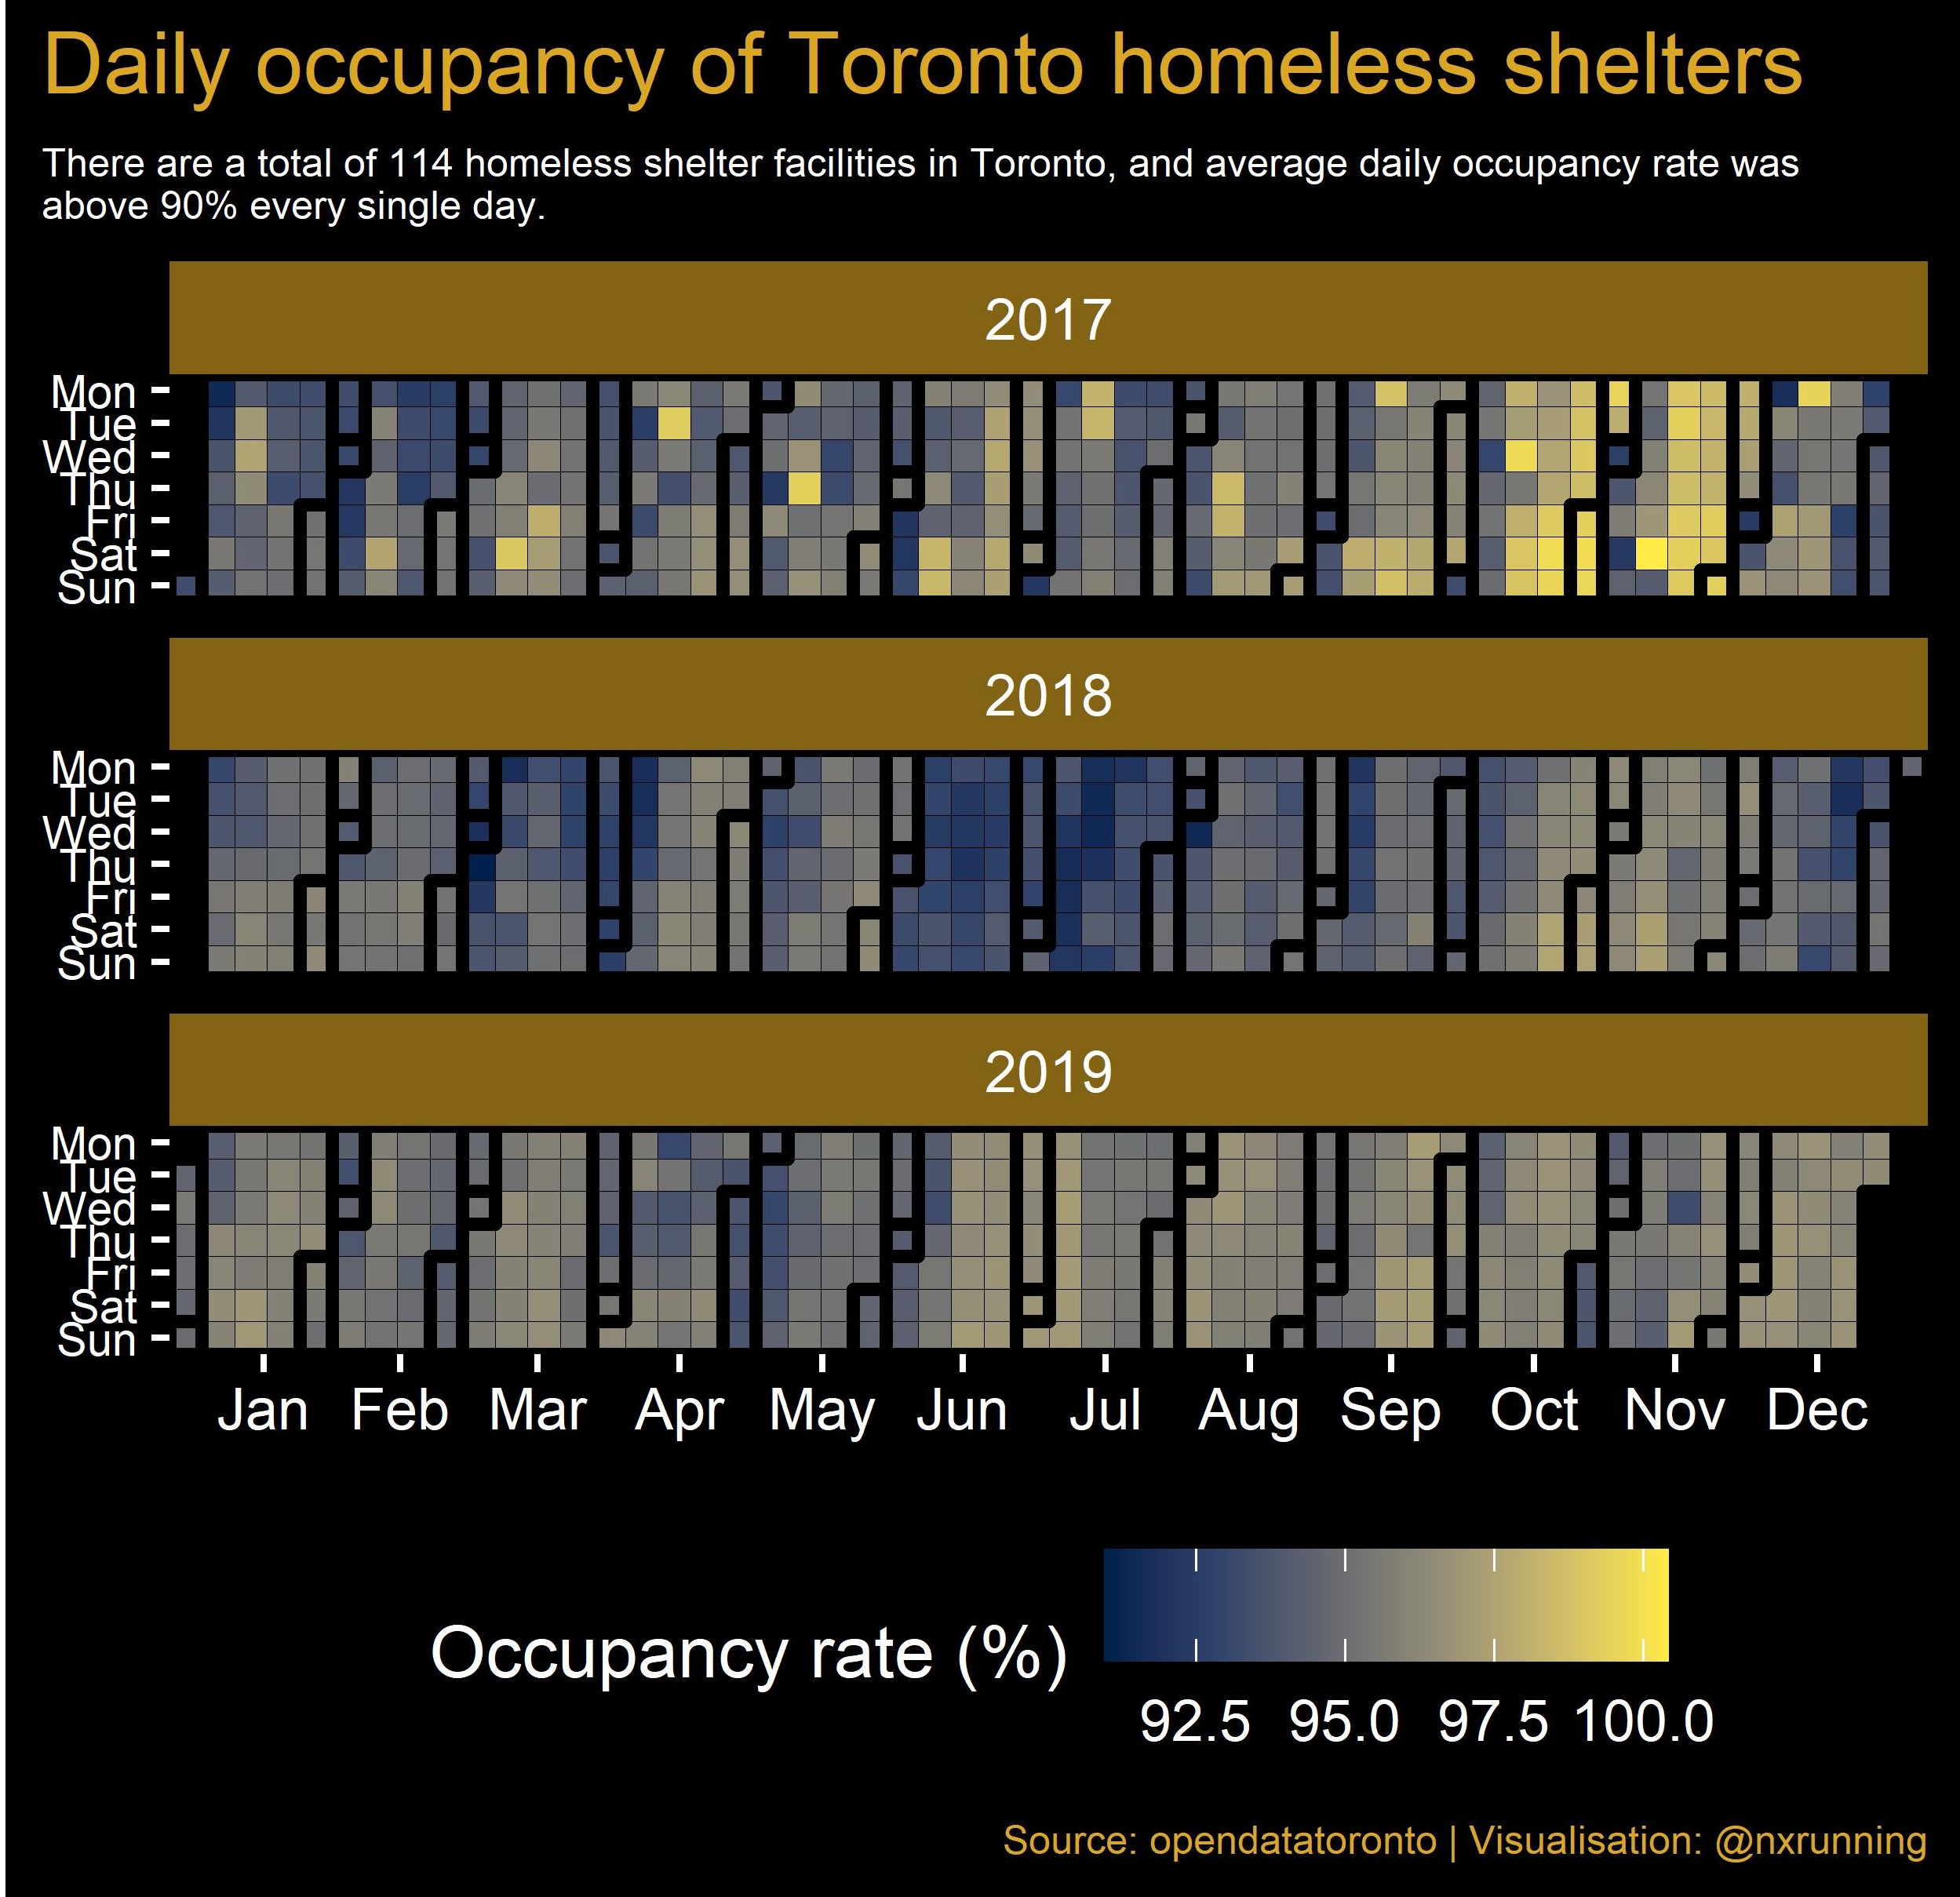 Daily occupancy of Toronto homeless shelters
There are a total of 114 homeless shelter facilities in Toronto, and average daily occupancy rate was
above 90% every single day.
2017
Mon
Tue
Wed
Thu
Fri
Sat
Sun
2018
Mon
Tue
Wed
Thu
Fri
Sat
Sun
2019
Mon
Tue
Wed
Thu
Fri
Sat
Sun
Jan Feb Mar Apr May Jun Jul Aug Sep Oct Nov Dec
Occupancy rate (%)
92.5 95.0 97.5 100.0
Source: opendatatoronto | Visualisation: @nxrunning